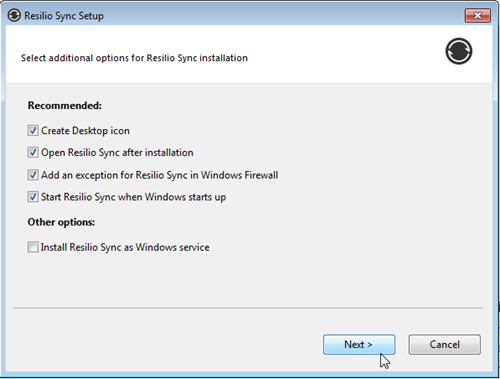 Resilio Sync Setup
Select additional options for Resilio Sync installation
Recommended:
Create Desktop icon
Open Resilio Sync after installation
Add an exception for Resilio Sync in Windows Firewall
Start Resilio Sync when Windows starts up
Other options:
Install Resilio Sync as Windows service
Next >
Cancel